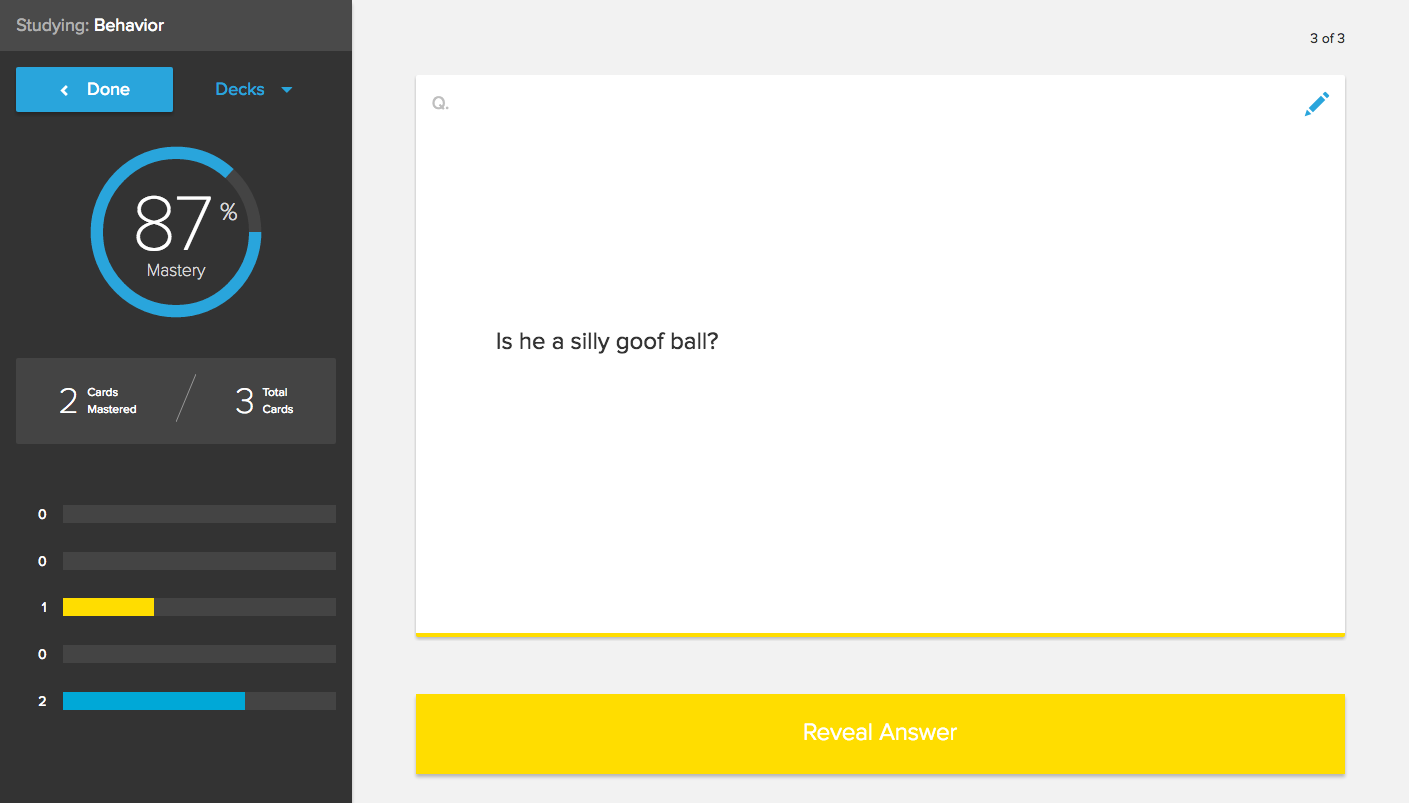 Studying: Behavior
Done
Decks
87%
Mastery
2 Cards Mastered
3 Total Cards
0
0
1
0
2
3 of 3
Q.
Is he a silly goof ball?
Reveal Answer